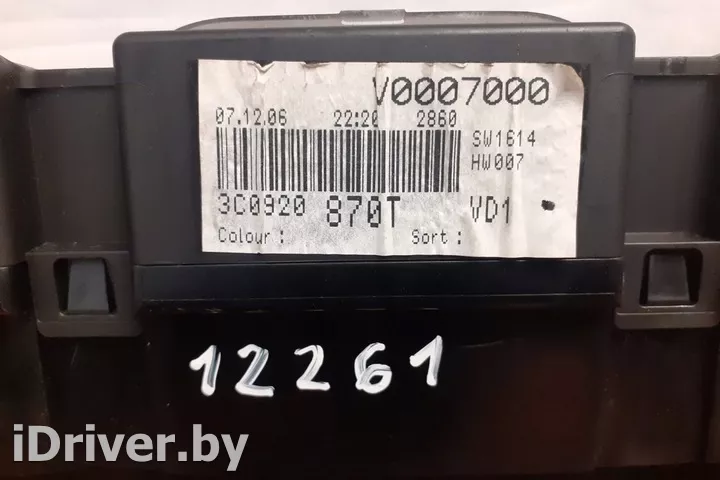 V0007000
07.12.06 22:20 2860
SW1614
HW007
3C0920 870T VD1
Colour : Sort :
12261
iDriver.by